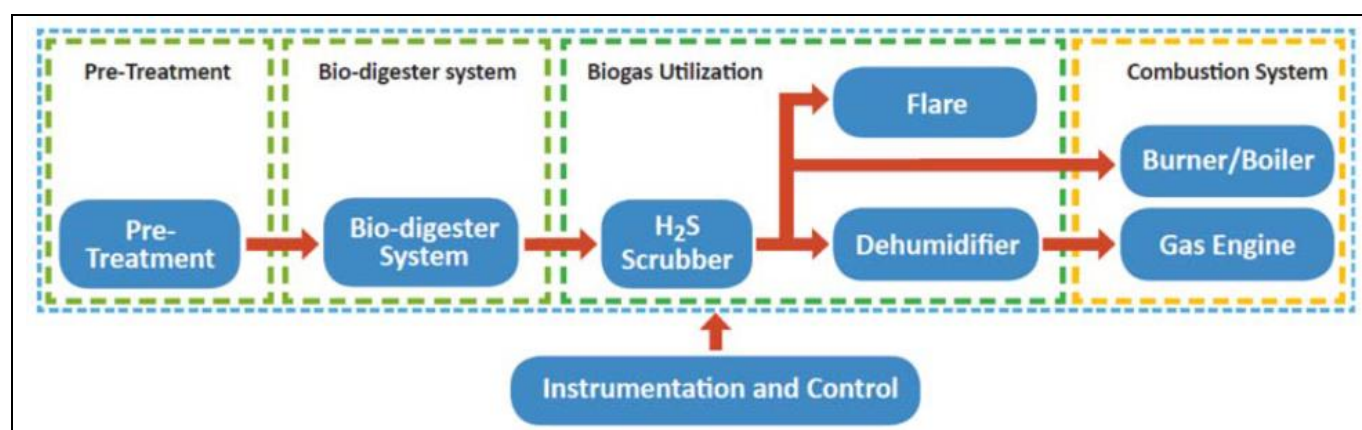 Pre-Treatment
Bio-digester system
Biogas Utilization
Combustion System
Flare
Burner/Boiler
Pre-
Treatment
Bio-digester
System
H₂S
Scrubber
Dehumidifier
Gas Engine
Instrumentation and Control